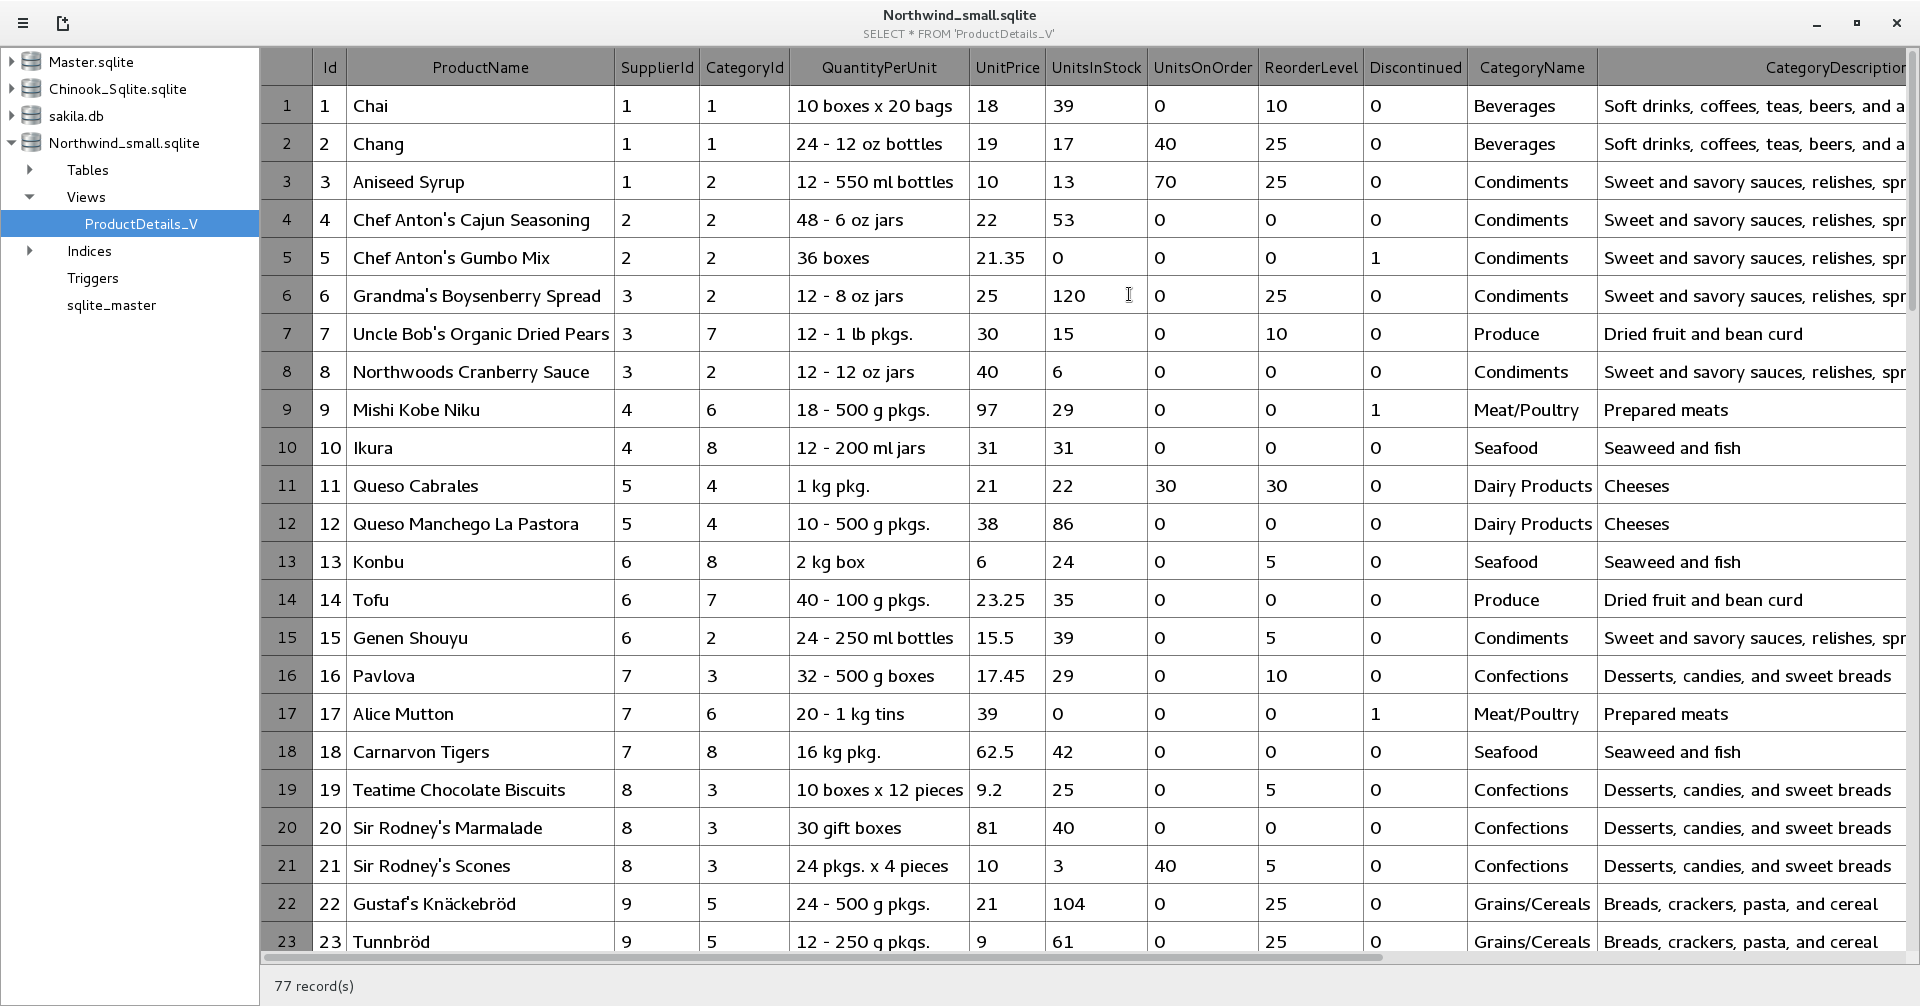 Northwind_small.sqlite
SELECT * FROM 'ProductDetails_V'
Master.sqlite
Chinook_Sqlite.sqlite
sakila.db
Northwind_small.sqlite
Tables
Views
ProductDetails_V
Indices
Triggers
sqlite_master
Id ProductName SupplierId CategoryId QuantityPerUnit UnitPrice UnitsInStock UnitsOnOrder ReorderLevel Discontinued CategoryName CategoryDescription
1 1 Chai 1 1 10 boxes x 20 bags 18 39 0 10 0 Beverages Soft drinks, coffees, teas, beers, and a
2 2 Chang 1 1 24 - 12 oz bottles 19 17 40 25 0 Beverages Soft drinks, coffees, teas, beers, and a
3 3 Aniseed Syrup 1 2 12 - 550 ml bottles 10 13 70 25 0 Condiments Sweet and savory sauces, relishes, spr
4 4 Chef Anton's Cajun Seasoning 2 2 48 - 6 oz jars 22 53 0 0 0 Condiments Sweet and savory sauces, relishes, spr
5 5 Chef Anton's Gumbo Mix 2 2 36 boxes 21.35 0 0 0 1 Condiments Sweet and savory sauces, relishes, spr
6 6 Grandma's Boysenberry Spread 3 2 12 - 8 oz jars 25 120 0 25 0 Condiments Sweet and savory sauces, relishes, spr
7 7 Uncle Bob's Organic Dried Pears 3 7 12 - 1 lb pkgs. 30 15 0 10 0 Produce Dried fruit and bean curd
8 8 Northwoods Cranberry Sauce 3 2 12 - 12 oz jars 40 6 0 0 0 Condiments Sweet and savory sauces, relishes, spr
9 9 Mishi Kobe Niku 4 6 18 - 500 g pkgs. 97 29 0 0 1 Meat/Poultry Prepared meats
10 10 Ikura 4 8 12 - 200 ml jars 31 31 0 0 0 Seafood Seaweed and fish
11 11 Queso Cabrales 5 4 1 kg pkg. 21 22 30 30 0 Dairy Products Cheeses
12 12 Queso Manchego La Pastora 5 4 10 - 500 g pkgs. 38 86 0 0 0 Dairy Products Cheeses
13 13 Konbu 6 8 2 kg box 6 24 0 5 0 Seafood Seaweed and fish
14 14 Tofu 6 7 40 - 100 g pkgs. 23.25 35 0 0 0 Produce Dried fruit and bean curd
15 15 Genen Shouyu 6 2 24 - 250 ml bottles 15.5 39 0 5 0 Condiments Sweet and savory sauces, relishes, spr
16 16 Pavlova 7 3 32 - 500 g boxes 17.45 29 0 10 0 Confections Desserts, candies, and sweet breads
17 17 Alice Mutton 7 6 20 - 1 kg tins 39 0 0 0 1 Meat/Poultry Prepared meats
18 18 Carnarvon Tigers 7 8 16 kg pkg. 62.5 42 0 0 0 Seafood Seaweed and fish
19 19 Teatime Chocolate Biscuits 8 3 10 boxes x 12 pieces 9.2 25 0 5 0 Confections Desserts, candies, and sweet breads
20 20 Sir Rodney's Marmalade 8 3 30 gift boxes 81 40 0 0 0 Confections Desserts, candies, and sweet breads
21 21 Sir Rodney's Scones 8 3 24 pkgs. x 4 pieces 10 3 40 5 0 Confections Desserts, candies, and sweet breads
22 22 Gustaf's Knäckebröd 9 5 24 - 500 g pkgs. 21 104 0 25 0 Grains/Cereals Breads, crackers, pasta, and cereal
23 23 Tunnbröd 9 5 12 - 250 g pkgs. 9 61 0 25 0 Grains/Cereals Breads, crackers, pasta, and cereal
77 record(s)